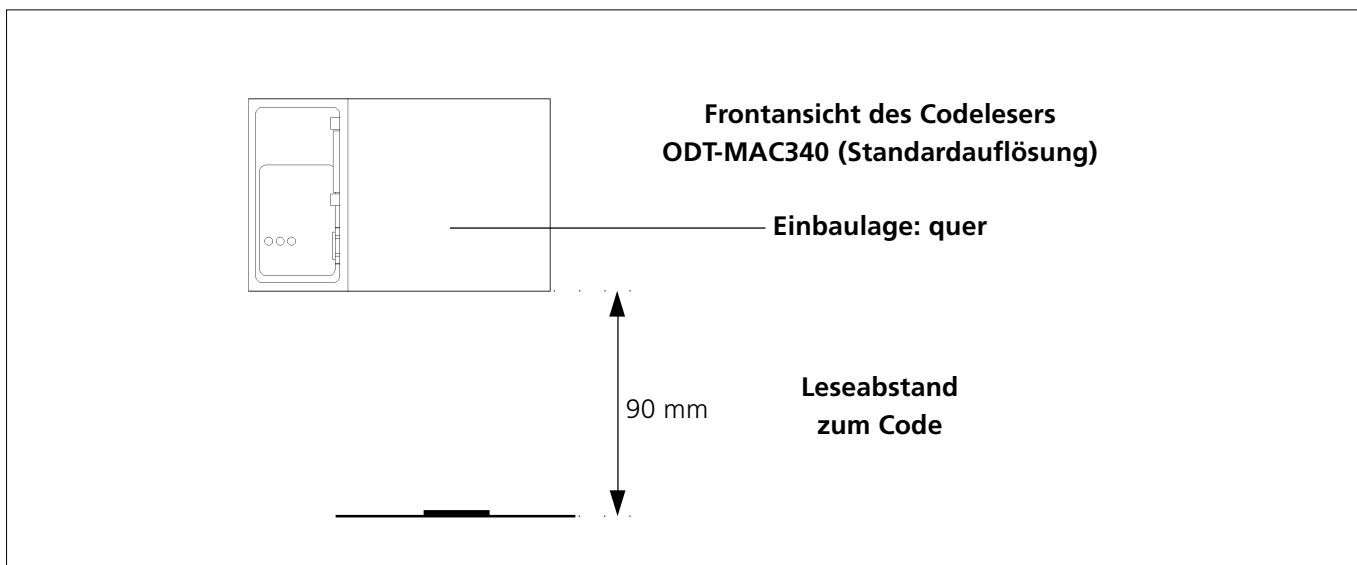 Frontansicht des Codelesers
ODT-MAC340 (Standardauflösung)
Einbaulage: quer
90 mm
Leseabstand
zum Code